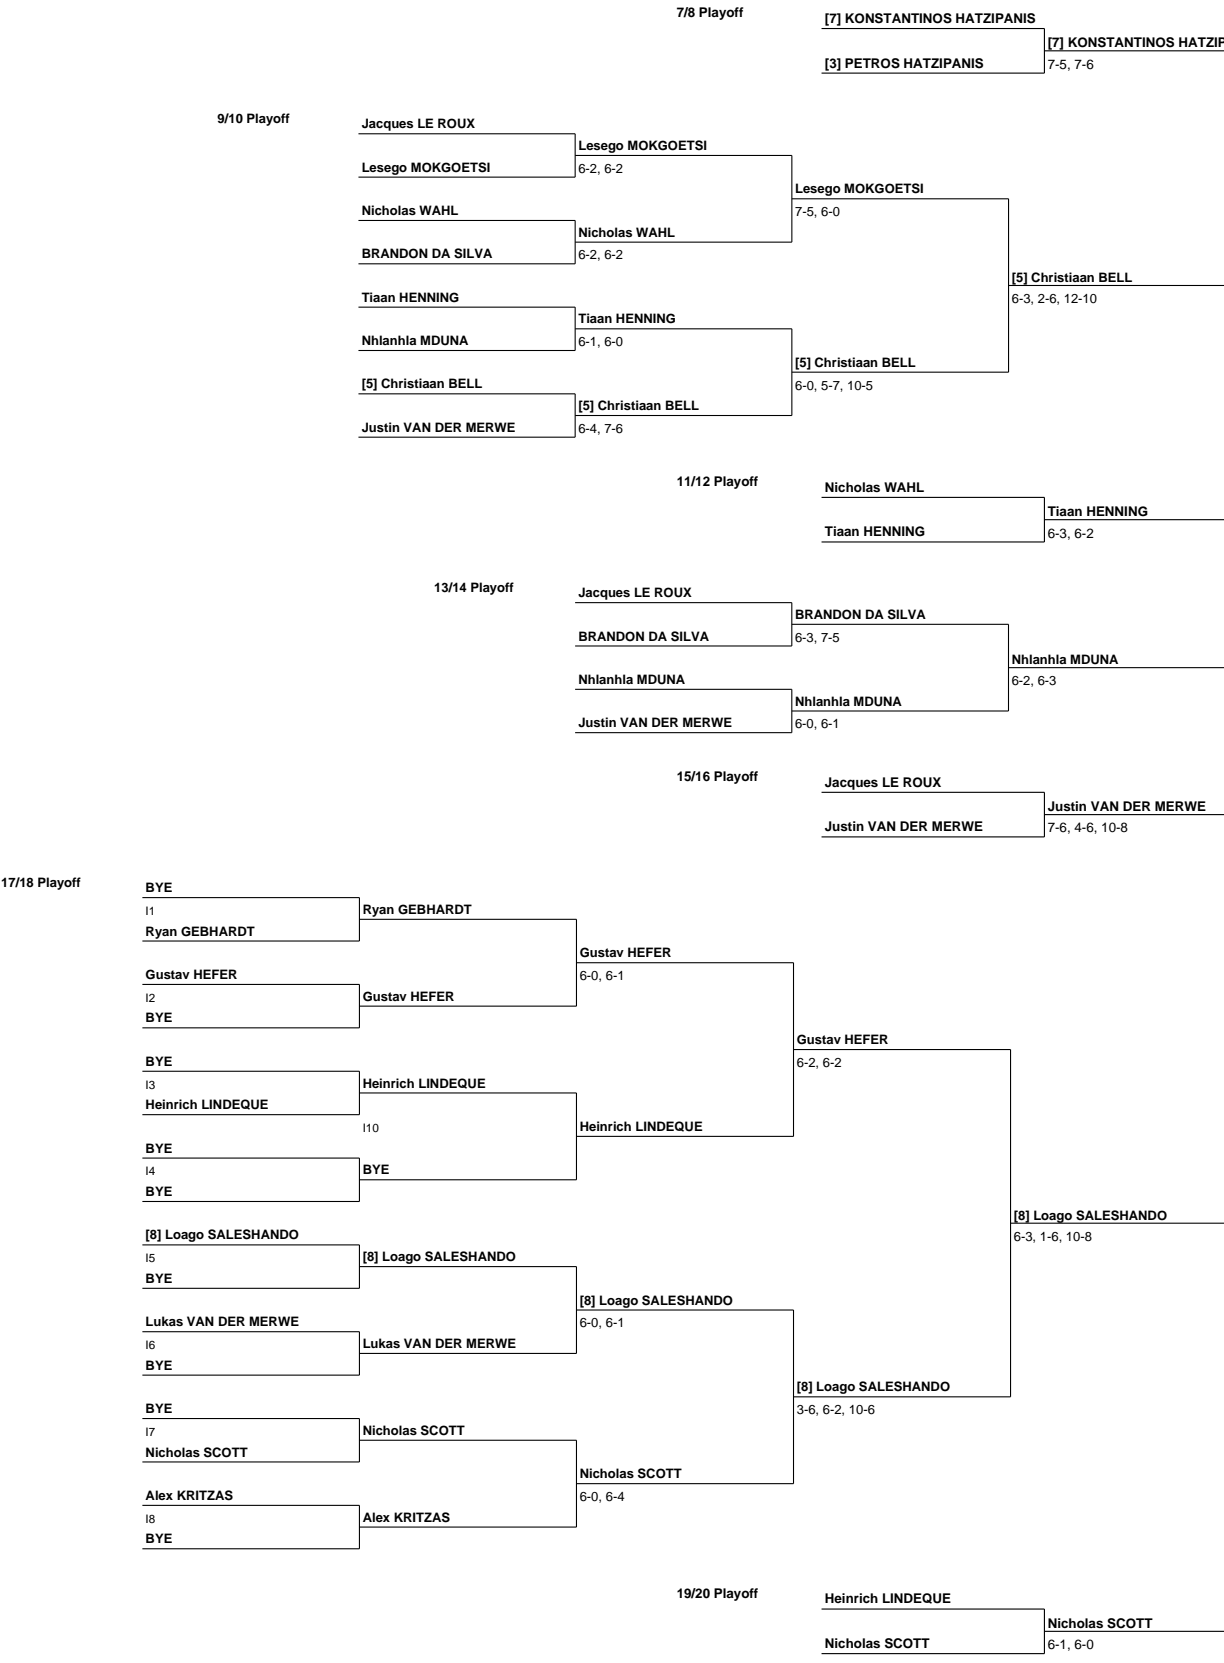 7/8 Playoff
[7] KONSTANTINOS HATZIPANIS
[7] KONSTANTINOS HATZIP
[3] PETROS HATZIPANIS
7-5, 7-6
9/10 Playoff
Jacques LE ROUX
Lesego MOKGOETSI
Lesego MOKGOETSI
6-2, 6-2
Lesego MOKGOETSI
7-5, 6-0
Nicholas WAHL
Nicholas WAHL
BRANDON DA SILVA
6-2, 6-2
[5] Christiaan BELL
6-3, 2-6, 12-10
Tiaan HENNING
Tiaan HENNING
Nhlanhla MDUNA
6-1, 6-0
[5] Christiaan BELL
6-0, 5-7, 10-5
[5] Christiaan BELL
[5] Christiaan BELL
Justin VAN DER MERWE
6-4, 7-6
11/12 Playoff
Nicholas WAHL
Tiaan HENNING
Tiaan HENNING
6-3, 6-2
13/14 Playoff
Jacques LE ROUX
BRANDON DA SILVA
BRANDON DA SILVA
6-3, 7-5
Nhlanhla MDUNA
6-2, 6-3
Nhlanhla MDUNA
Nhlanhla MDUNA
Justin VAN DER MERWE
6-0, 6-1
15/16 Playoff
Jacques LE ROUX
Justin VAN DER MERWE
Justin VAN DER MERWE
7-6, 4-6, 10-8
17/18 Playoff
BYE
I1
Ryan GEBHARDT
Ryan GEBHARDT
Gustav HEFER
6-0, 6-1
Gustav HEFER
I2
Gustav HEFER
BYE
Gustav HEFER
6-2, 6-2
BYE
I3
Heinrich LINDEQUE
Heinrich LINDEQUE
I10
Heinrich LINDEQUE
BYE
I4
BYE
BYE
[8] Loago SALESHANDO
6-3, 1-6, 10-8
[8] Loago SALESHANDO
I5
[8] Loago SALESHANDO
BYE
[8] Loago SALESHANDO
6-0, 6-1
Lukas VAN DER MERWE
I6
Lukas VAN DER MERWE
BYE
[8] Loago SALESHANDO
3-6, 6-2, 10-6
BYE
I7
Nicholas SCOTT
Nicholas SCOTT
Nicholas SCOTT
6-0, 6-4
Alex KRITZAS
I8
Alex KRITZAS
BYE
19/20 Playoff
Heinrich LINDEQUE
Nicholas SCOTT
Nicholas SCOTT
6-1, 6-0